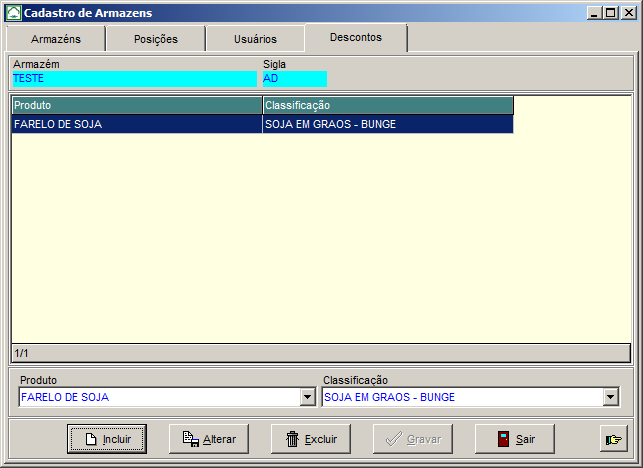 Cadastro de Armazens
Armazéns Posições Usuários Descontos
Armazém Sigla
TESTE AD
Produto Classificação
FARELO DE SOJA SOJA EM GRAOS - BUNGE
1/1
Produto Classificação
FARELO DE SOJA SOJA EM GRAOS - BUNGE
Incluir Alterar Excluir Gravar Sair